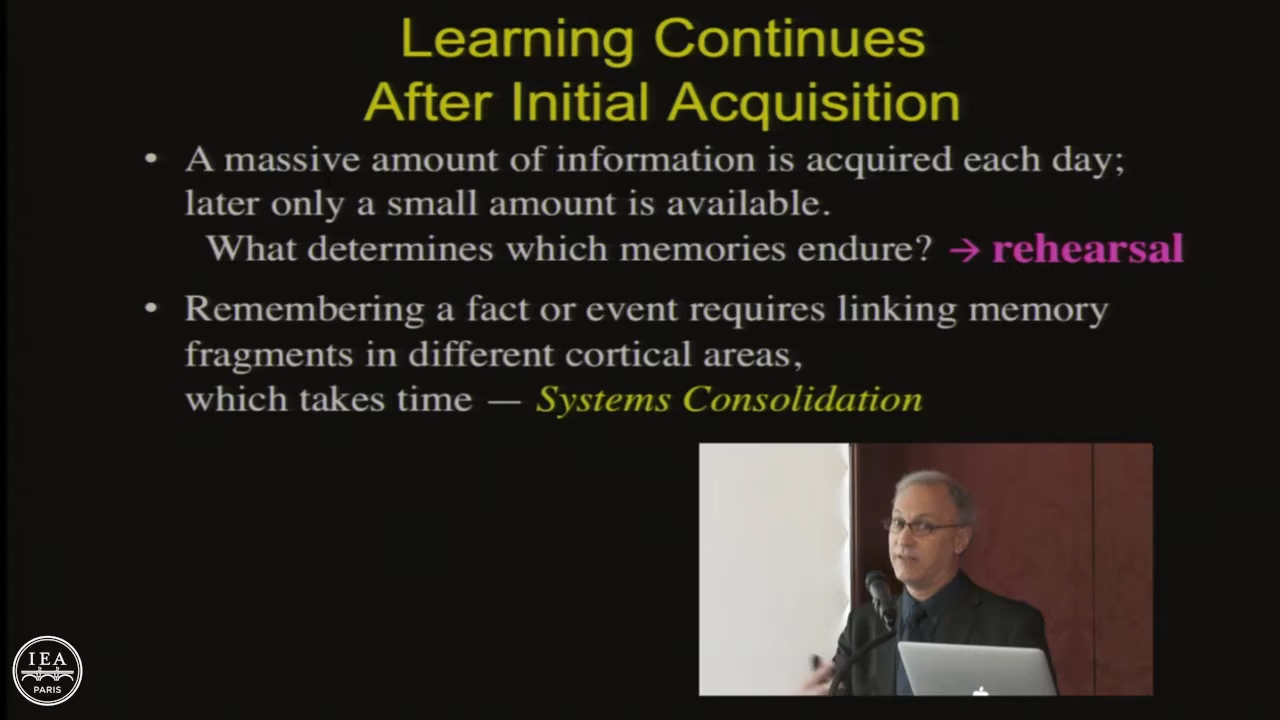 Learning Continues
After Initial Acquisition
• A massive amount of information is acquired each day;
later only a small amount is available.
What determines which memories endure? → rehearsal
• Remembering a fact or event requires linking memory
fragments in different cortical areas,
which takes time — Systems Consolidation
IEA
PARIS